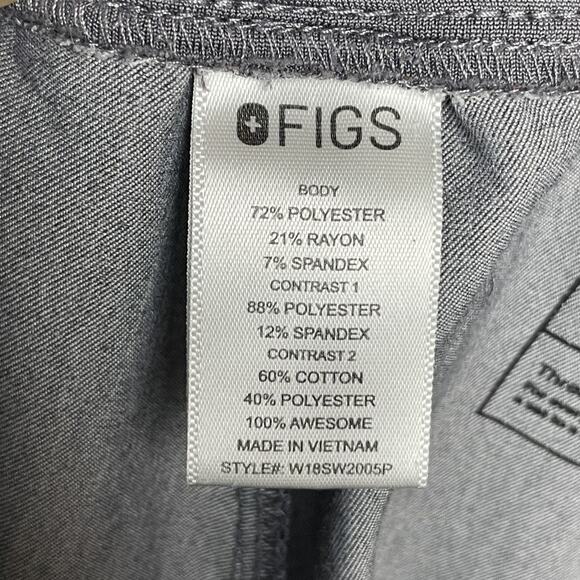 FIGS
BODY
72% POLYESTER
21% RAYON
7% SPANDEX
CONTRAST 1
88% POLYESTER
12% SPANDEX
CONTRAST 2
60% COTTON
40% POLYESTER
100% AWESOME
MADE IN VIETNAM
STYLE#: W18SW2005P